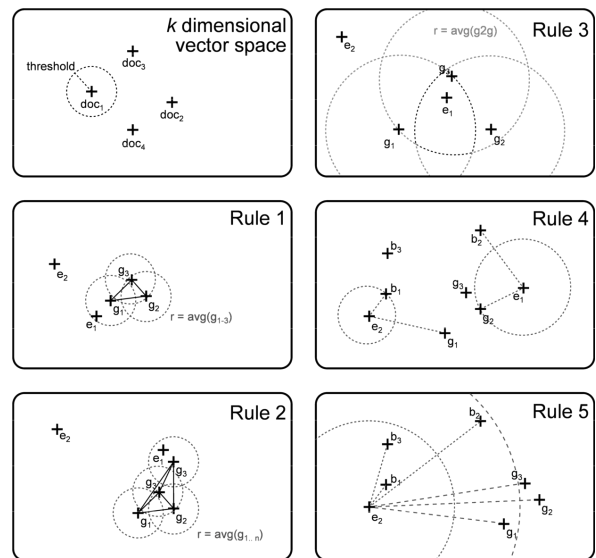 k dimensional
vector space
threshold
doc1
doc3
doc2
doc4
Rule 3
r = avg(g2g)
e2
g3
e1
g1
g2
Rule 1
e2
g3
g1
g2
e1
r = avg(g1-3)
Rule 4
b2
b3
b1
g3
e1
g2
e2
g1
Rule 2
e2
e1
g3
g3
g1
g2
r = avg(g1.. n)
Rule 5
b2
b3
b1
g3
g2
e2
g1